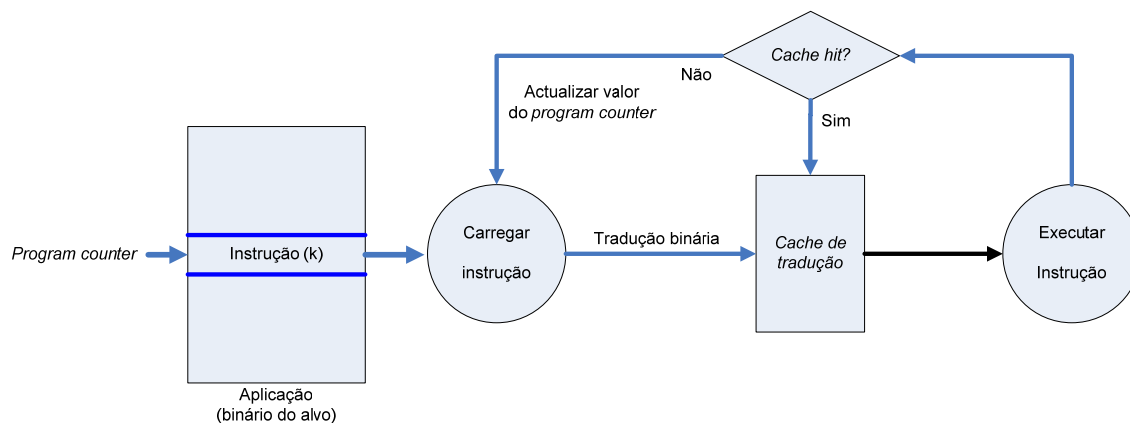 Cache hit?
Não
Actualizar valor
do program counter
Sim
Program counter
Instrução (k)
Carregar
instrução
Tradução binária
Cache de
tradução
Executar
Instrução
Aplicação
(binário do alvo)